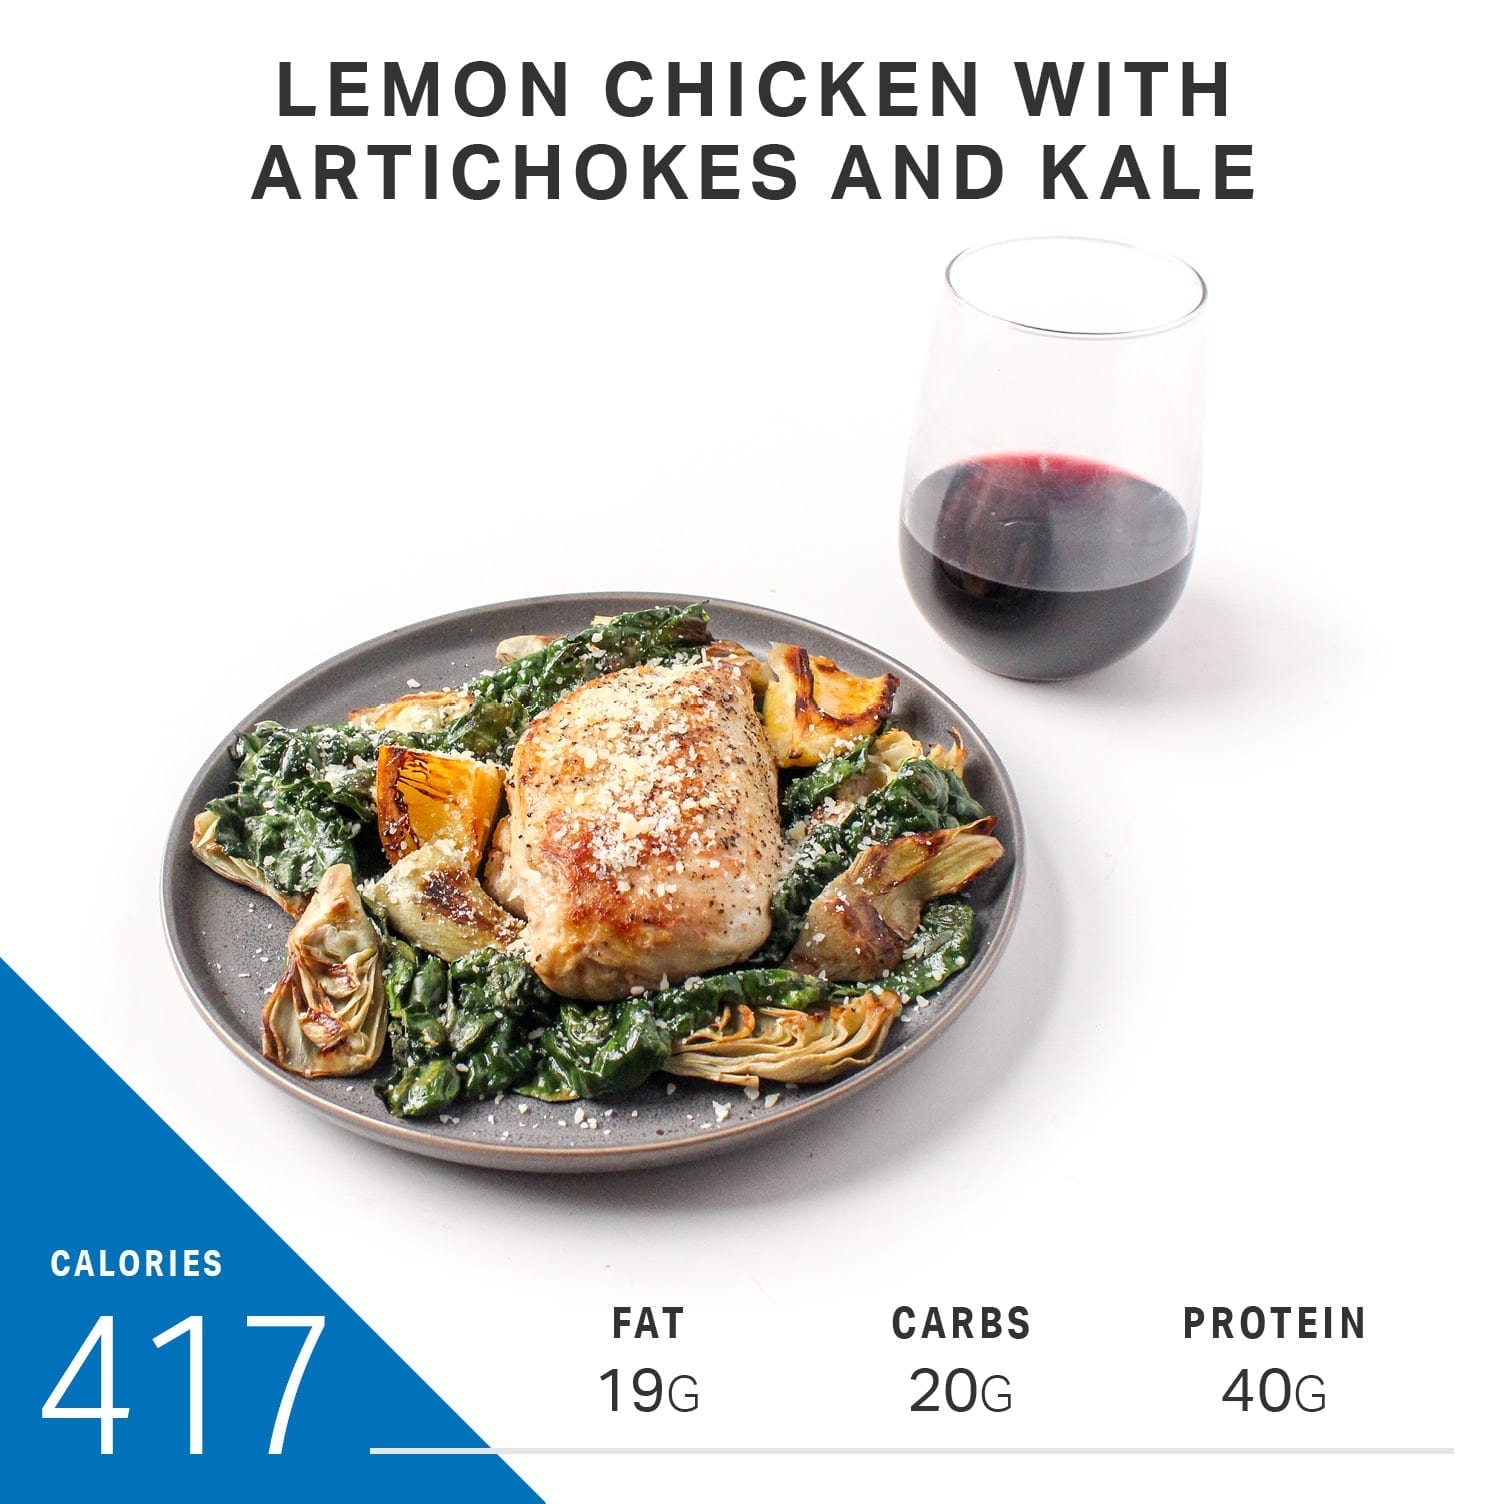 LEMON CHICKEN WITH
ARTICHOKES AND KALE
CALORIES
417
FAT
19G
CARBS
20G
PROTEIN
40G